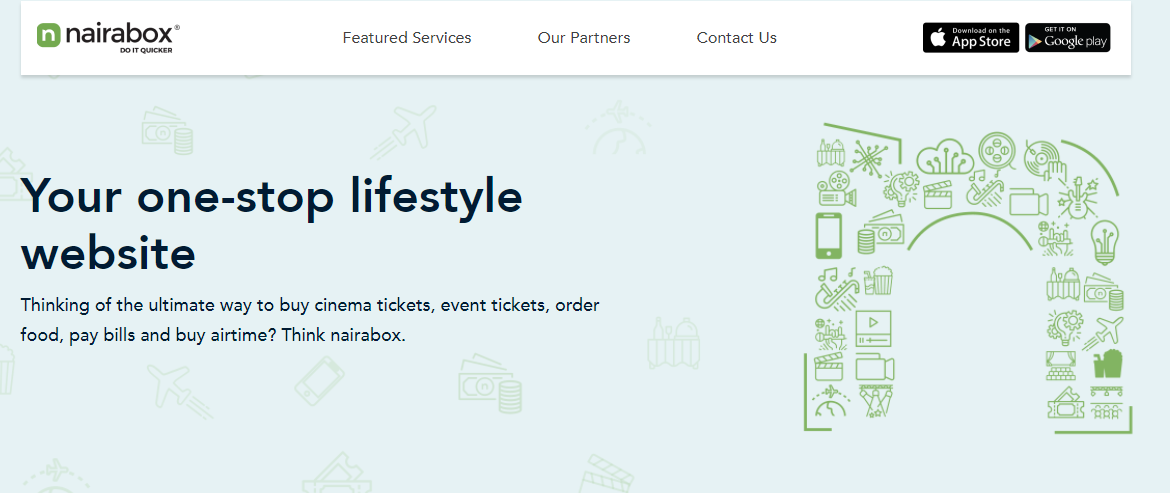 nairabox®
DO IT QUICKER
Featured Services
Our Partners
Contact Us
Download on the
App Store
GET IT ON
Google play
Your one-stop lifestyle
website
Thinking of the ultimate way to buy cinema tickets, event tickets, order
food, pay bills and buy airtime? Think nairabox.